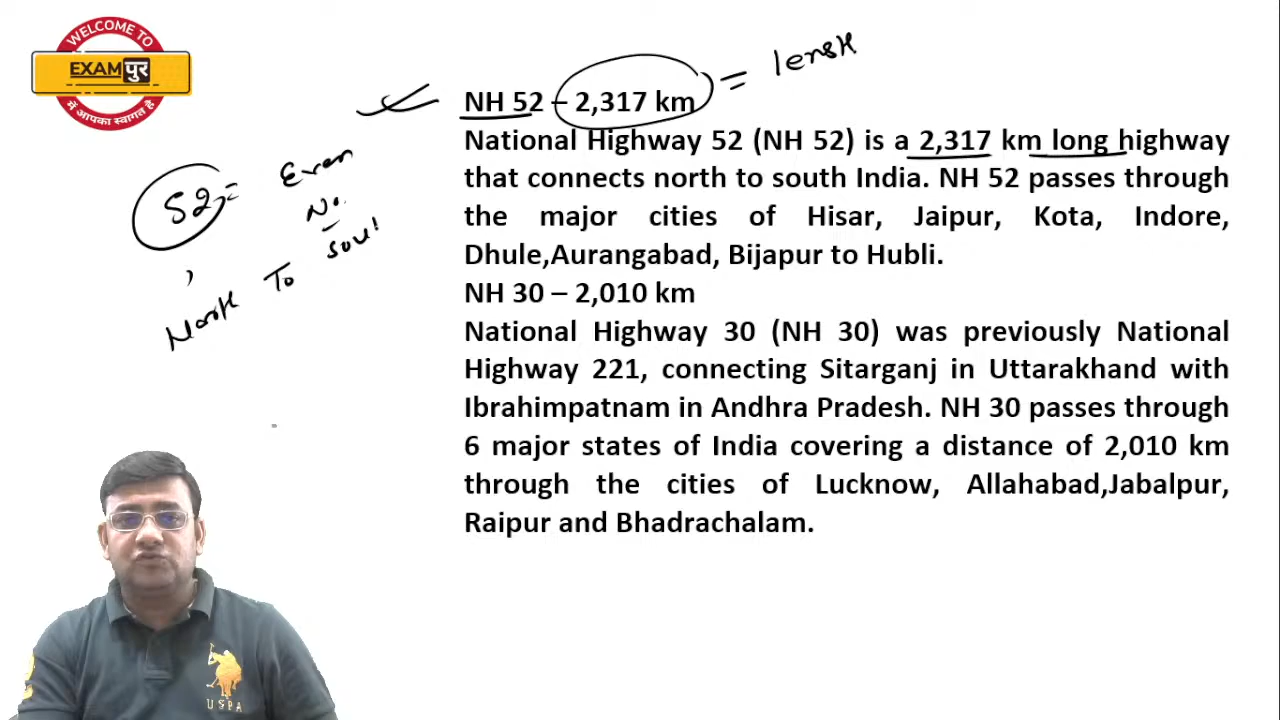 WELCOME TO
EXAMपुर
में आपका स्वागत है
NH 52 – 2,317 km
= length
National Highway 52 (NH 52) is a 2,317 km long highway
that connects north to south India. NH 52 passes through
the major cities of Hisar, Jaipur, Kota, Indore,
Dhule,Aurangabad, Bijapur to Hubli.
52 = Even
No.
North To South
NH 30 – 2,010 km
National Highway 30 (NH 30) was previously National
Highway 221, connecting Sitarganj in Uttarakhand with
Ibrahimpatnam in Andhra Pradesh. NH 30 passes through
6 major states of India covering a distance of 2,010 km
through the cities of Lucknow, Allahabad,Jabalpur,
Raipur and Bhadrachalam.
USPA